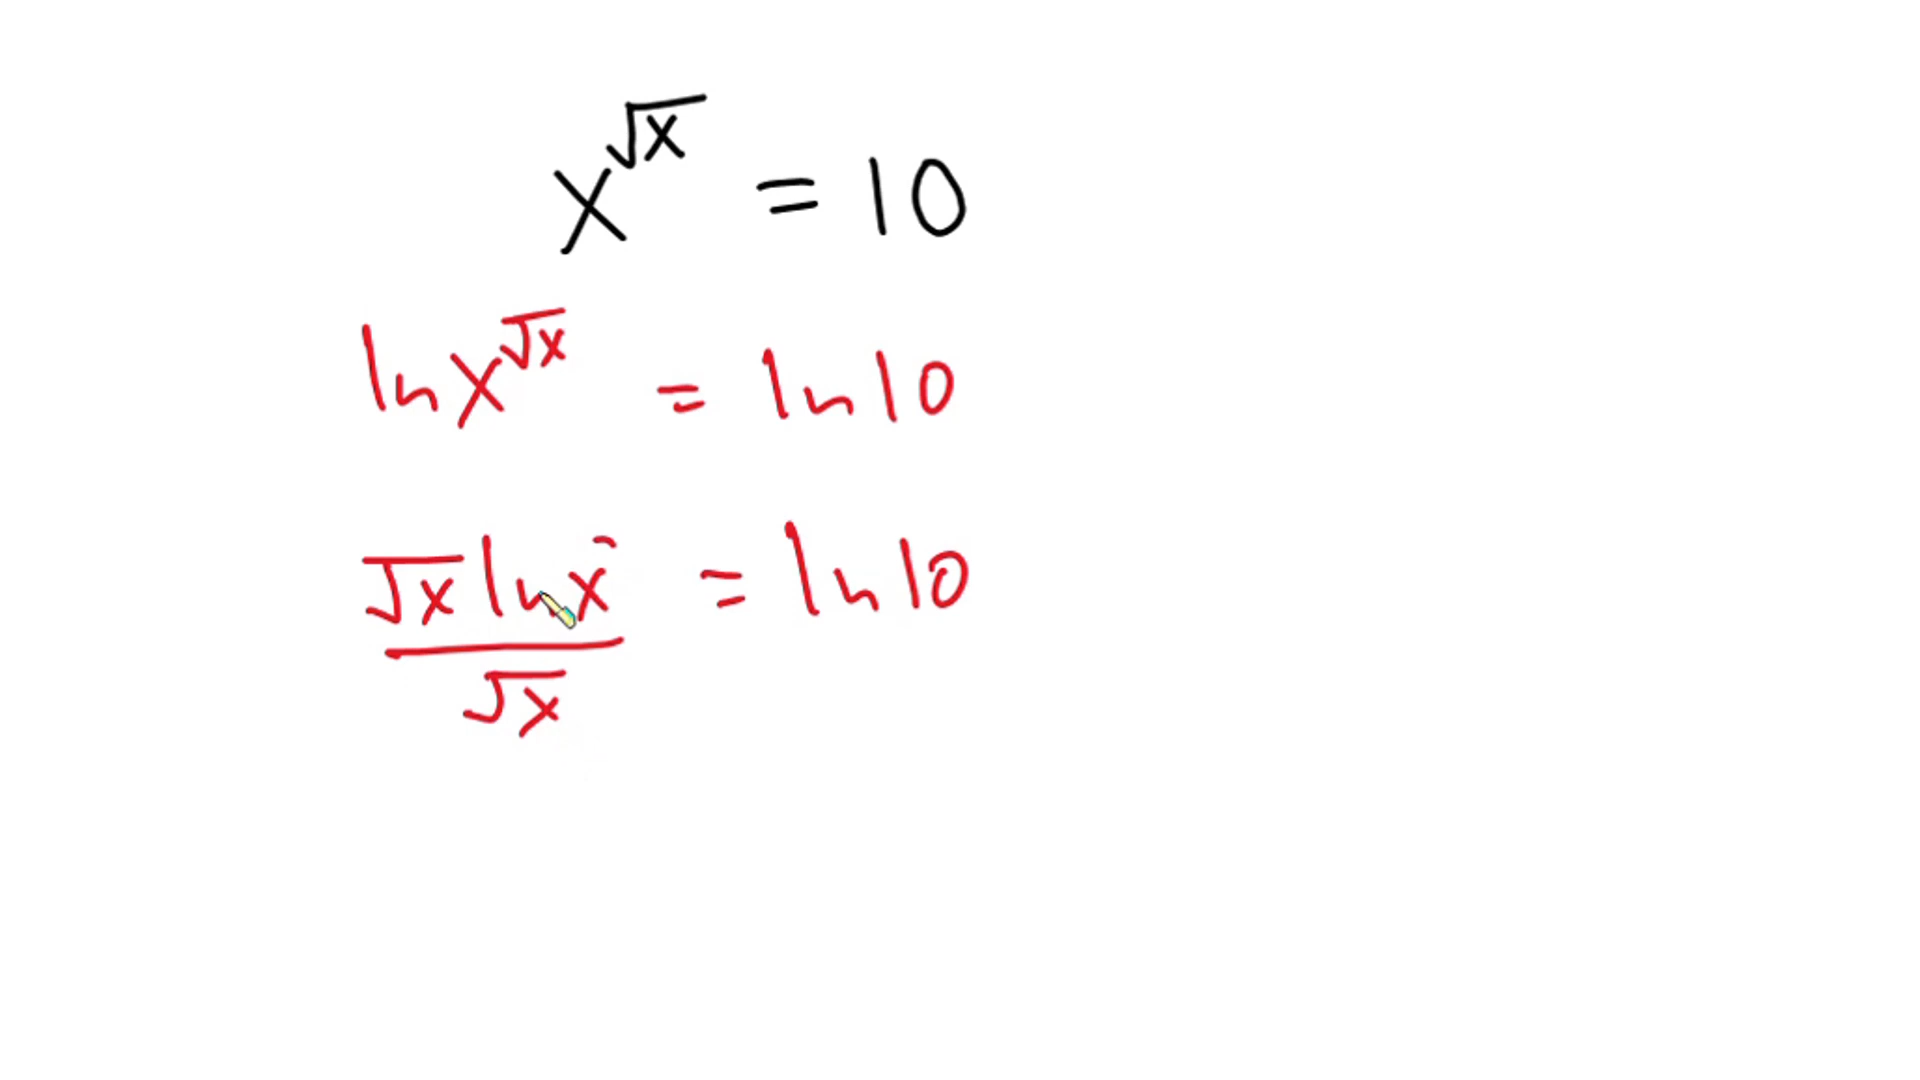 x^√x = 10
ln x^√x = ln 10
√x ln x = ln 10
√x